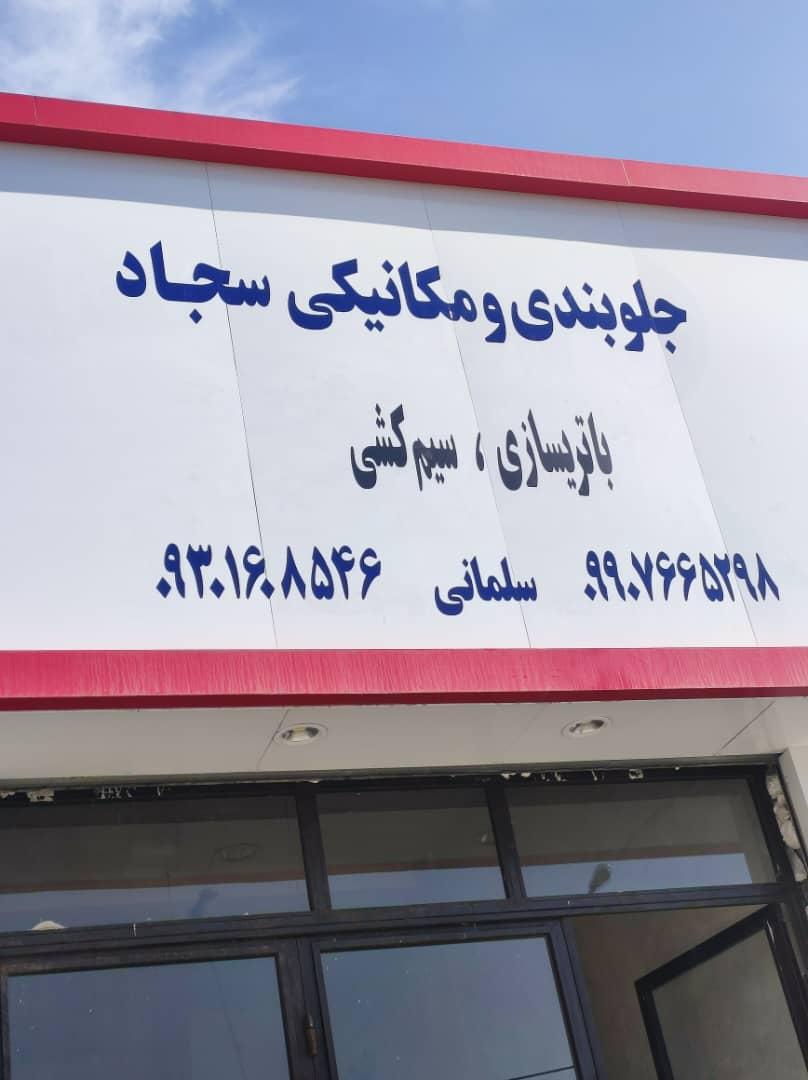 جلوبندی و مکانیکی سجاد
باتریسازی ، سیم کشی
۰۹۹۰۷۶۶۵۲۹۸ سلمانی ۰۹۳۰۱۶۰۸۵۴۶